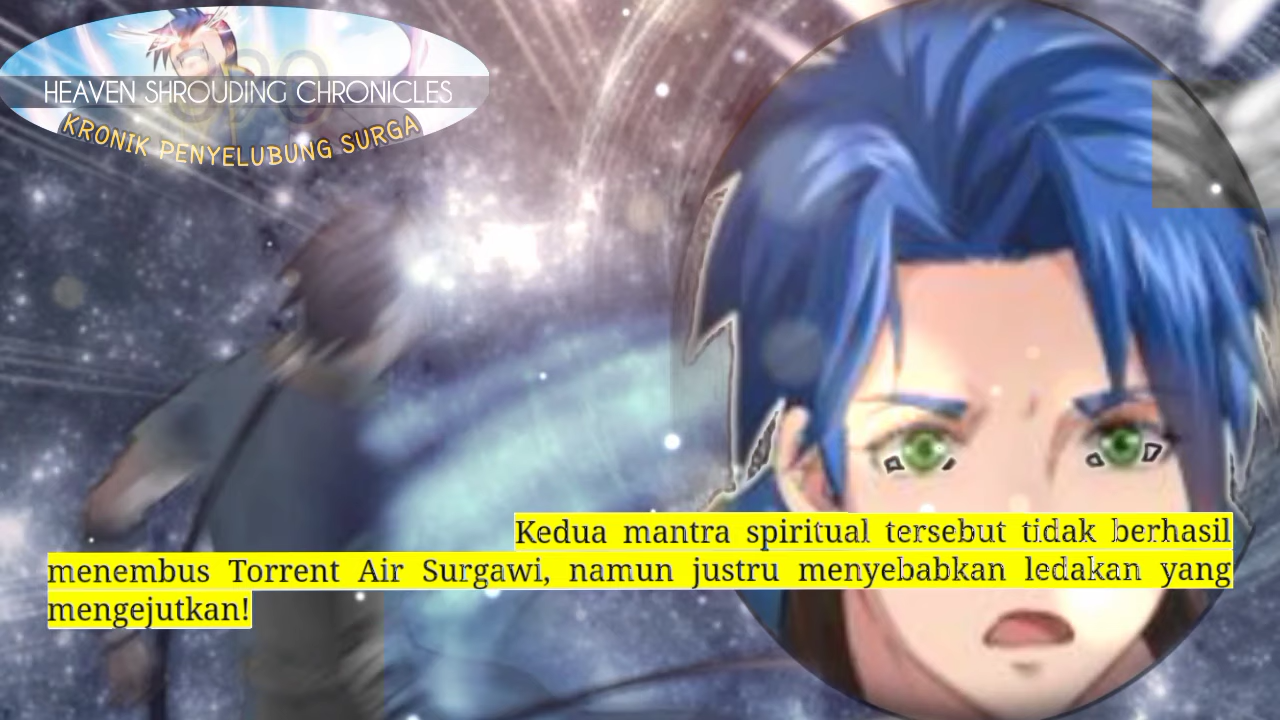 HEAVEN SHROUDING CHRONICLES
KRONIK PENYELUBUNG SURGA
Kedua mantra spiritual tersebut tidak berhasil
menembus Torrent Air Surgawi, namun justru menyebabkan ledakan yang
mengejutkan!